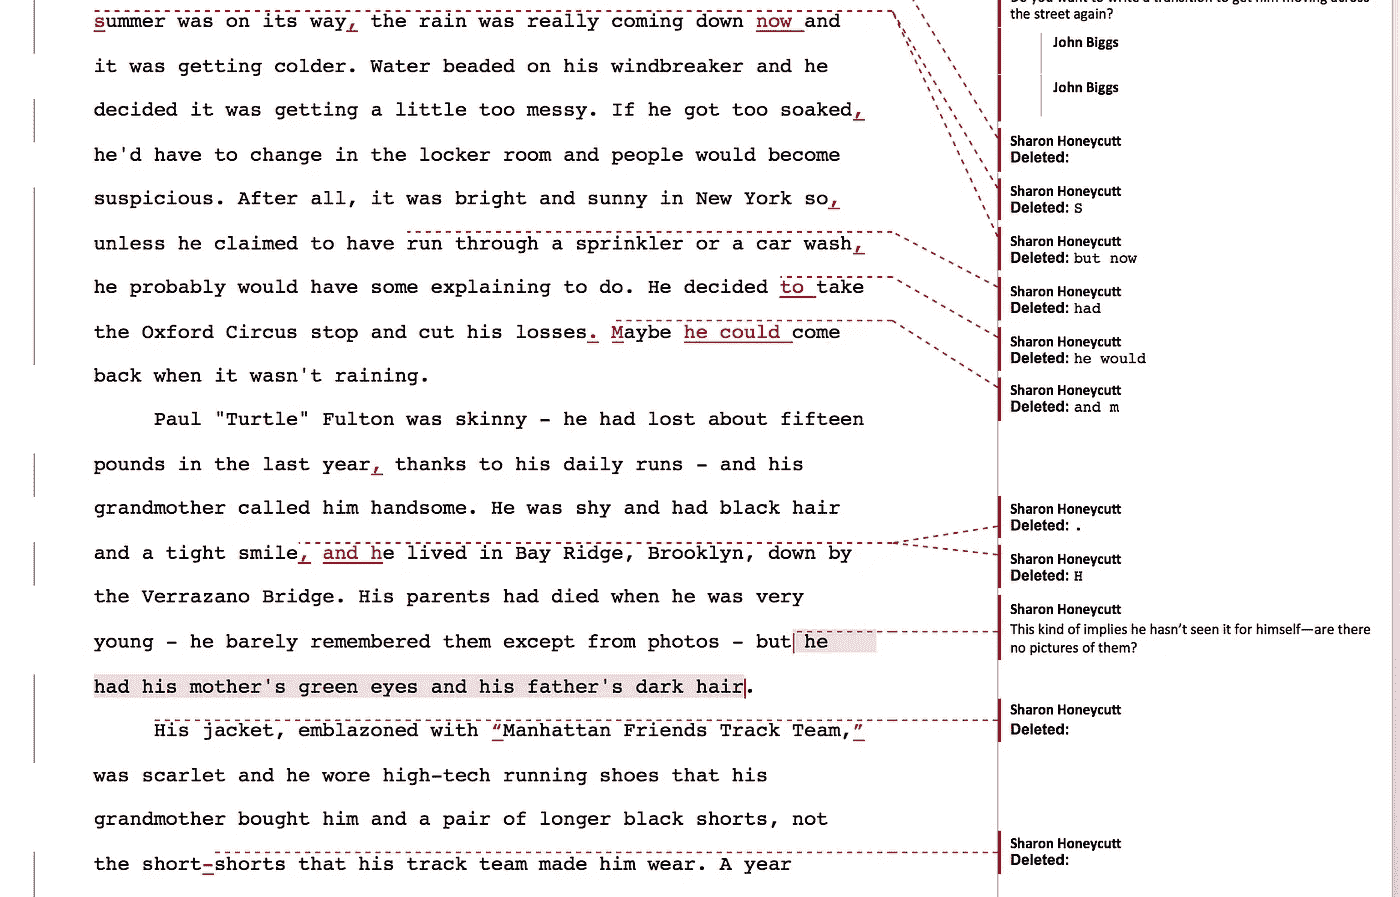 summer was on its way, the rain was really coming down now and
it was getting colder. Water beaded on his windbreaker and he
decided it was getting a little too messy. If he got too soaked,
he'd have to change in the locker room and people would become
suspicious. After all, it was bright and sunny in New York so,
unless he claimed to have run through a sprinkler or a car wash,
he probably would have some explaining to do. He decided to take
the Oxford Circus stop and cut his losses. Maybe he could come
back when it wasn't raining.
Paul "Turtle" Fulton was skinny – he had lost about fifteen
pounds in the last year, thanks to his daily runs – and his
grandmother called him handsome. He was shy and had black hair
and a tight smile, and he lived in Bay Ridge, Brooklyn, down by
the Verrazano Bridge. His parents had died when he was very
young – he barely remembered them except from photos – but he
had his mother's green eyes and his father's dark hair.
His jacket, emblazoned with “Manhattan Friends Track Team,”
was scarlet and he wore high-tech running shoes that his
grandmother bought him and a pair of longer black shorts, not
the short-shorts that his track team made him wear. A year
Do you want to write a transition to get him moving across
the street again?
John Biggs
John Biggs
Sharon Honeycutt
Deleted:
Sharon Honeycutt
Deleted: S
Sharon Honeycutt
Deleted: but now
Sharon Honeycutt
Deleted: had
Sharon Honeycutt
Deleted: he would
Sharon Honeycutt
Deleted: and m
Sharon Honeycutt
Deleted: .
Sharon Honeycutt
Deleted: H
Sharon Honeycutt
This kind of implies he hasn’t seen it for himself—are there
no pictures of them?
Sharon Honeycutt
Deleted:
Sharon Honeycutt
Deleted: